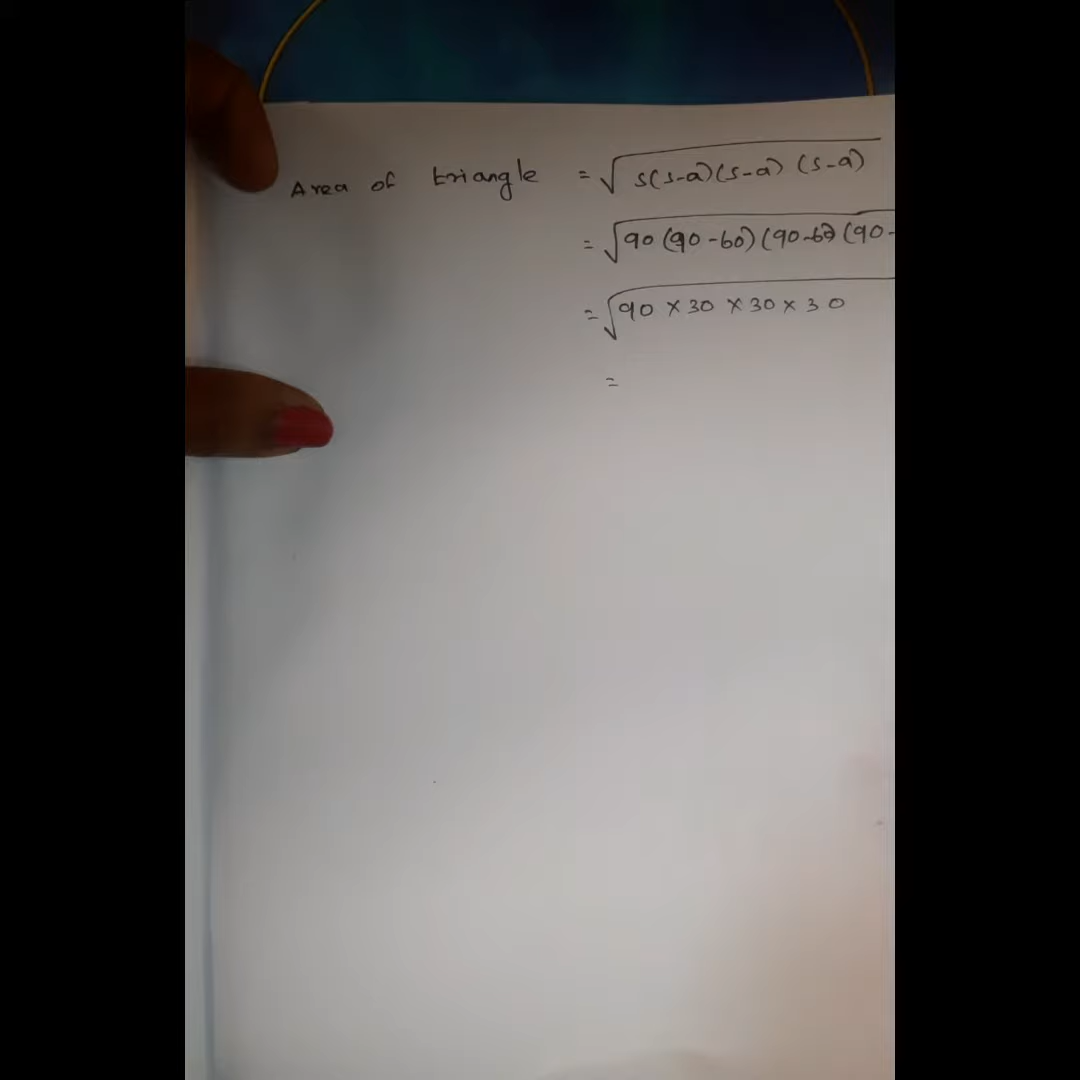 Area of triangle = √s(s-a)(s-a)(s-a)
= √90(90-60)(90-60)(90-
= √90×30×30×30
=